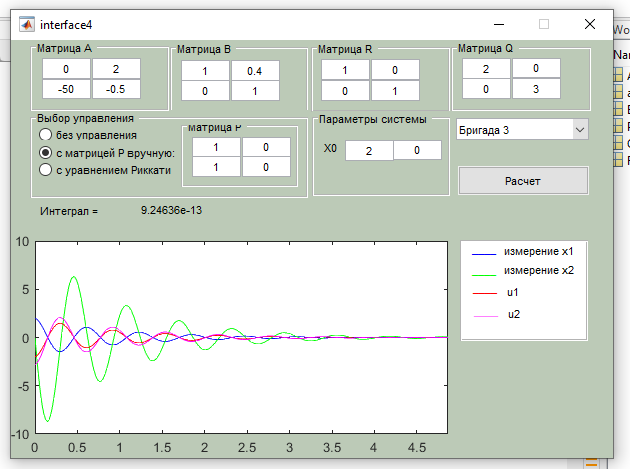 interface4
Wo
Матрица A
Матрица B
Матрица R
Матрица Q
Nar
0 2
1 0.4
1 0
2 0
-50 -0.5
0 1
0 1
0 3
Выбор управления
без управления
с матрицей P вручную:
с уравнением Риккати
Матрица P
1 0
1 0
Параметры системы
X0 2 0
Бригада 3
Расчет
Интеграл = 9.24636e-13
10
5
0
-5
-10
0 0.5 1 1.5 2 2.5 3 3.5 4 4.5
измерение x1
измерение x2
u1
u2